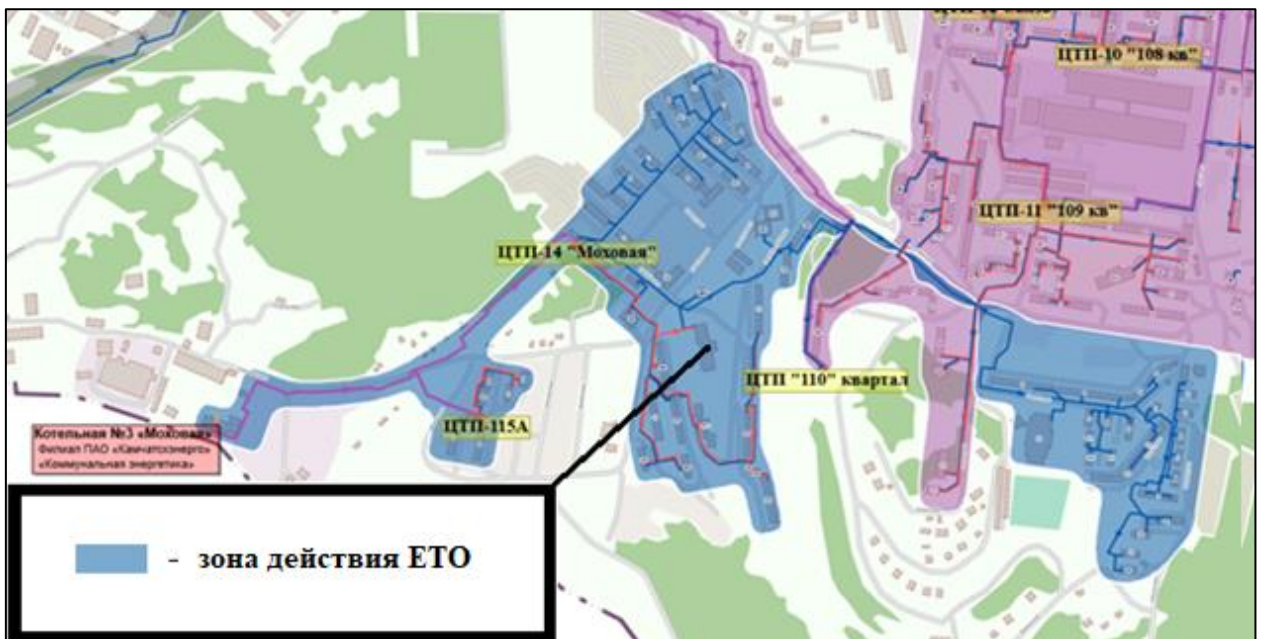 ЦТП-10 "108 кв"
ЦТП-11 "109 кв"
ЦТП-14 "Моховая"
ЦТП "110" квартал
ЦТП-115А
Котельная №3 «Моховая»
Филиал ПАО «Камчатскэнерго»
«Коммунальная энергетика»
- зона действия ЕТО